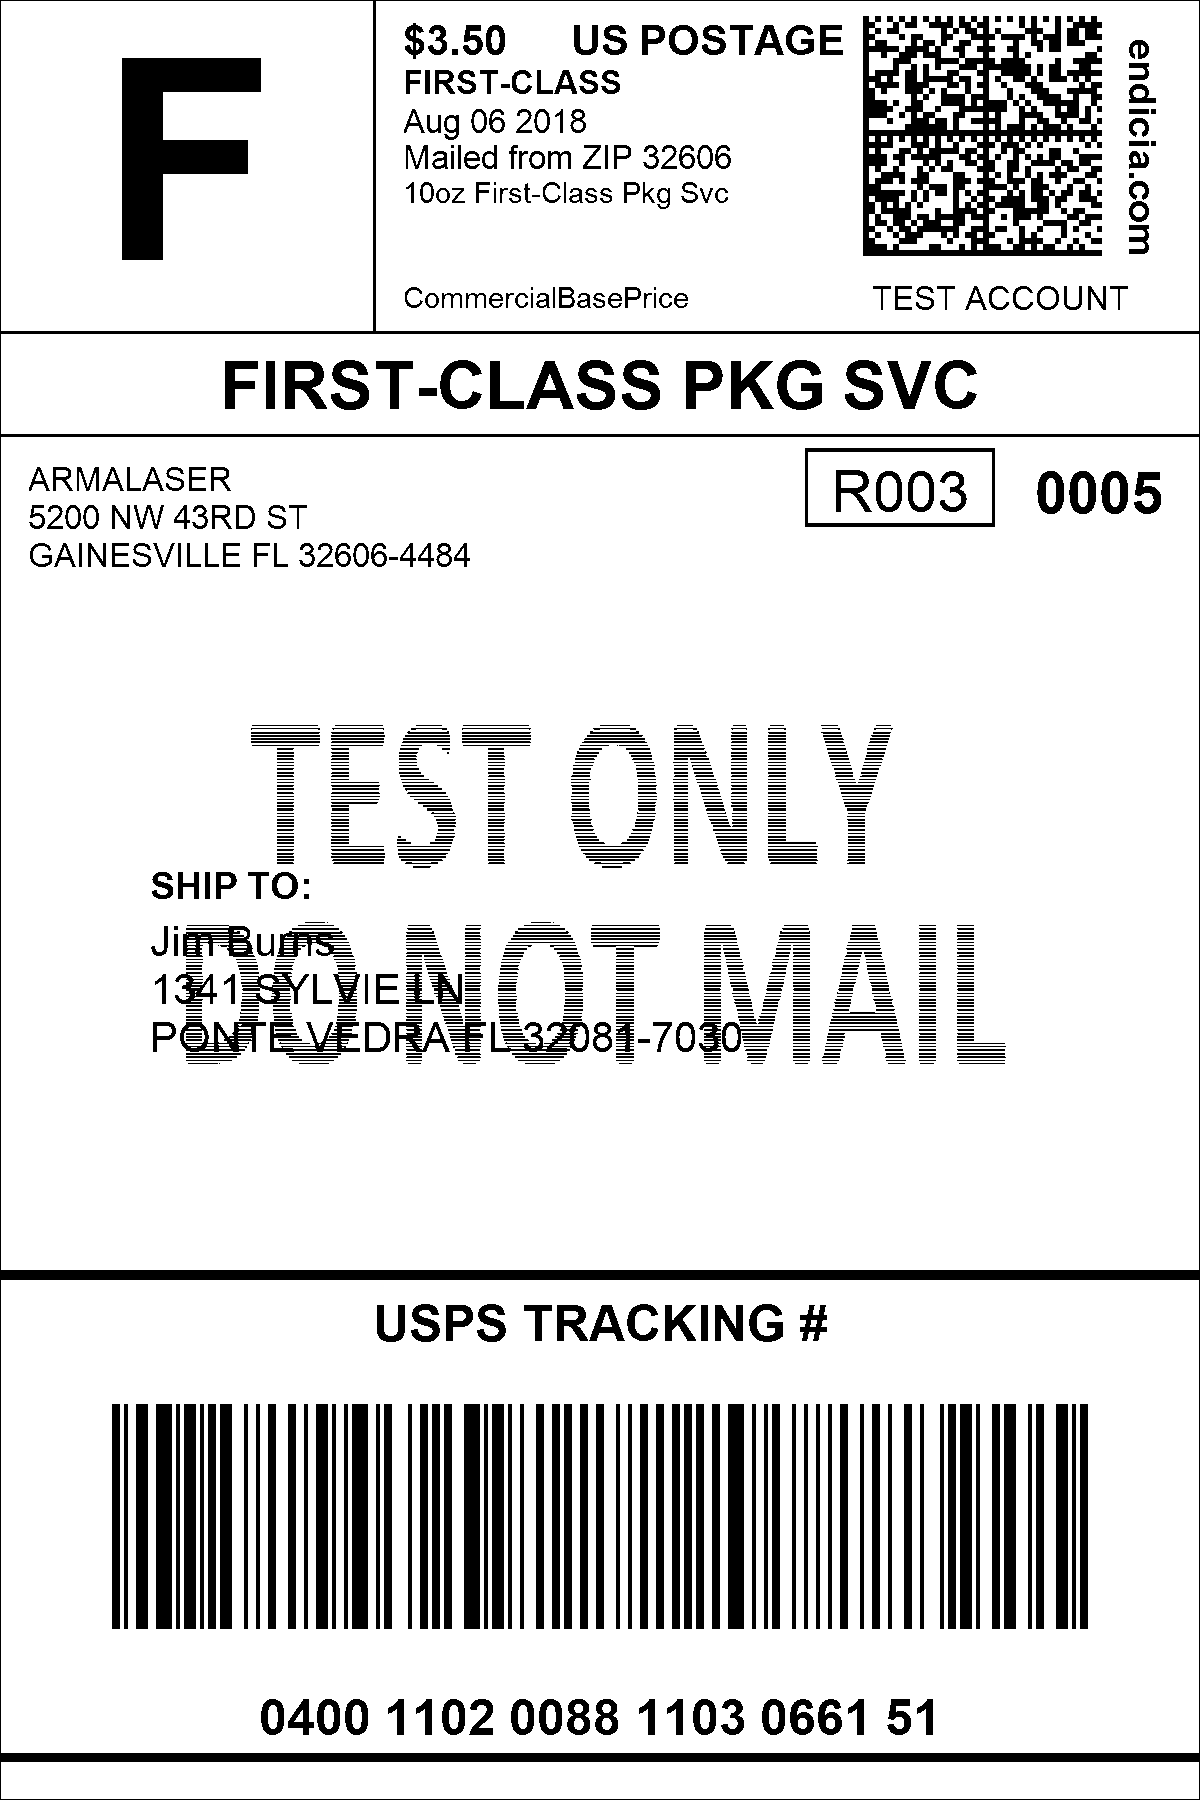 F
$3.50 US POSTAGE
FIRST-CLASS
Aug 06 2018
Mailed from ZIP 32606
10oz First-Class Pkg Svc
CommercialBasePrice
endicia.com
TEST ACCOUNT
FIRST-CLASS PKG SVC
ARMALASER
5200 NW 43RD ST
GAINESVILLE FL 32606-4484
R003 0005
TEST ONLY
SHIP TO:
DO NOT MAIL
Jim Burns
1341 SYLVIE LN
PONTE VEDRA FL 32081-7030
USPS TRACKING #
0400 1102 0088 1103 0661 51